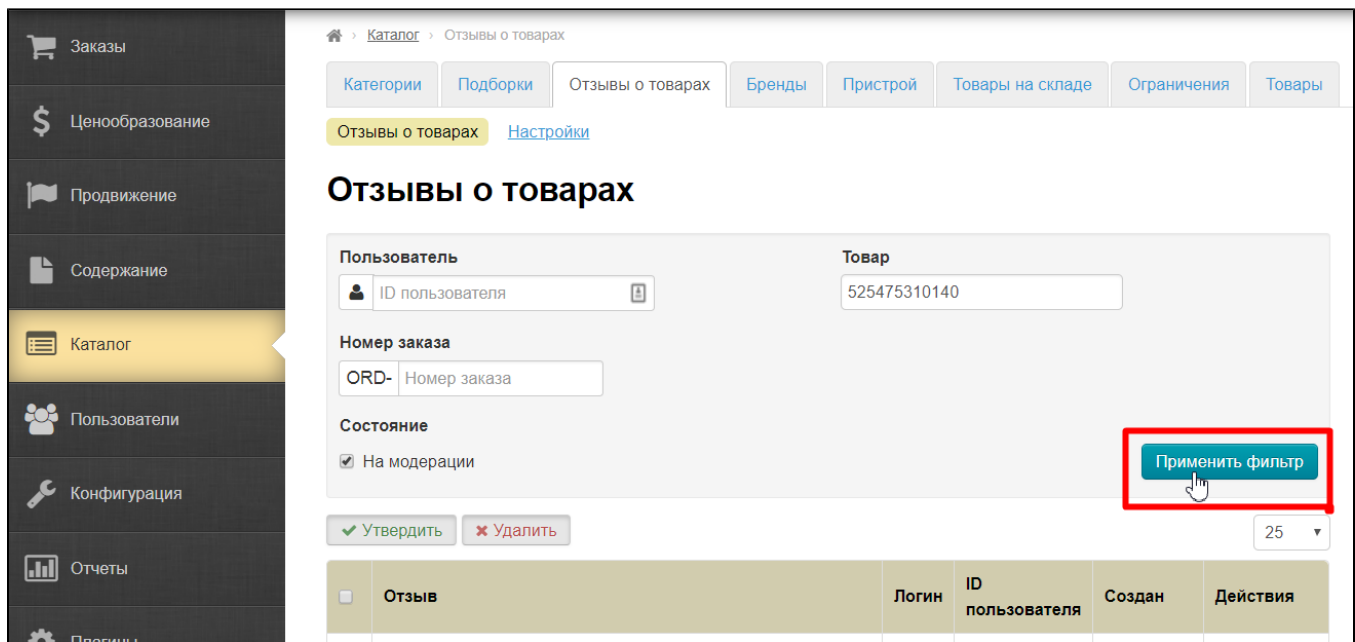 Заказы
Ценообразование
Продвижение
Содержание
Каталог
Пользователи
Конфигурация
Отчеты
Плагины
Каталог › Отзывы о товарах
Категории Подборки Отзывы о товарах Бренды Пристрой Товары на складе Ограничения Товары
Отзывы о товарах Настройки
Отзывы о товарах
Пользователь Товар
ID пользователя 525475310140
Номер заказа
ORD- Номер заказа
Состояние
На модерации Применить фильтр
Утвердить Удалить 25
Отзыв Логин ID пользователя Создан Действия